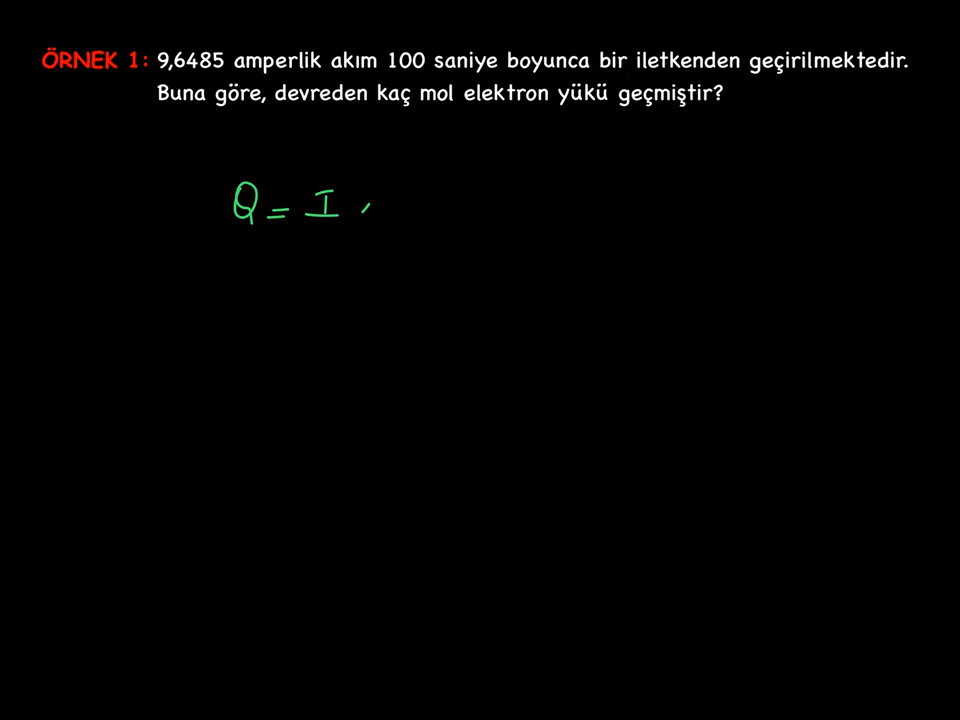 ÖRNEK 1: 9,6485 amperlik akım 100 saniye boyunca bir iletkenden geçirilmektedir.
Buna göre, devreden kaç mol elektron yükü geçmiştir?
Q = I